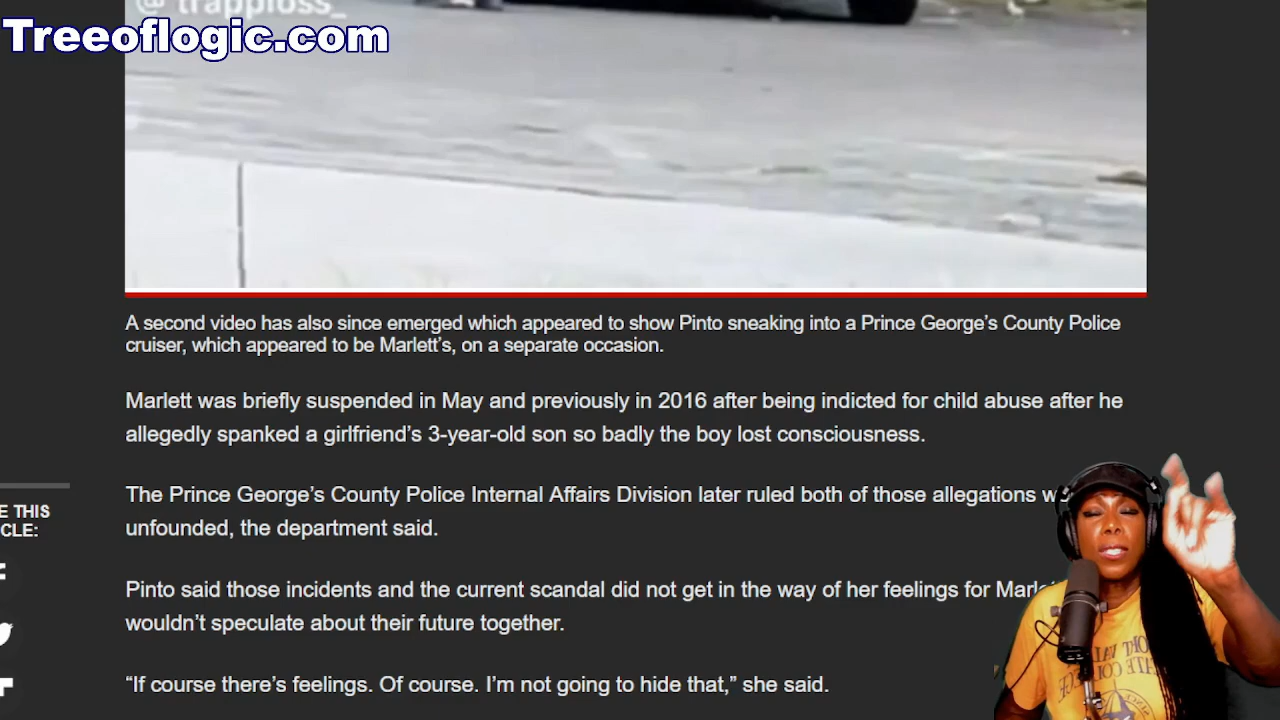 @ trapploss_
Treeoflogic.com
A second video has also since emerged which appeared to show Pinto sneaking into a Prince George's County Police
cruiser, which appeared to be Marlett's, on a separate occasion.
Marlett was briefly suspended in May and previously in 2016 after being indicted for child abuse after he
allegedly spanked a girlfriend's 3-year-old son so badly the boy lost consciousness.
E THIS
CLE:
The Prince George's County Police Internal Affairs Division later ruled both of those allegations
unfounded, the department said.
Pinto said those incidents and the current scandal did not get in the way of her feelings for
wouldn't speculate about their future together.
“If course there's feelings. Of course. I'm not going to hide that,” she said.